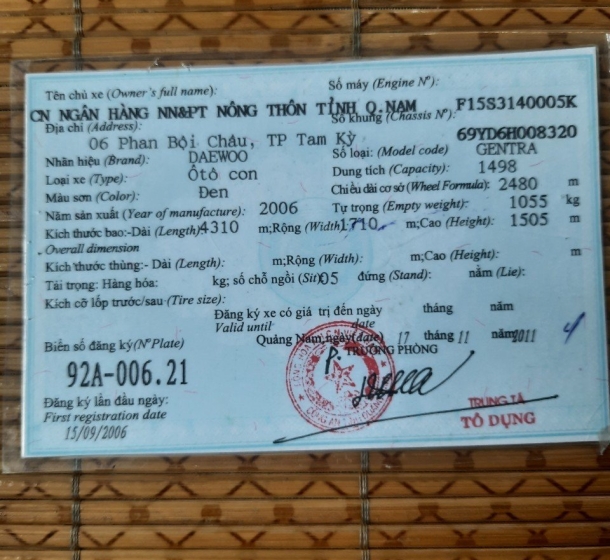 Tên chủ xe (Owner's full name): Số máy (Engine Nº): F15S3140005K
CN NGÂN HÀNG NN&PT NÔNG THÔN TỈNH Q.NAM
Địa chỉ (Address): Số khung (Chassis Nº): 69YD6H008320
06 Phan Bội Châu, TP Tam Kỳ
Nhãn hiệu (Brand): DAEWOO Số loại: (Model code) GENTRA
Loại xe (Type): Ôtô con Dung tích (Capacity): 1498
Màu sơn (Color): Đen Chiều dài cơ sở (Wheel Formula): 2480 m
Năm sản xuất (Year of manufacture): 2006 Tự trọng (Empty weight): 1055 kg
Kích thước bao:-Dài (Length) 4310 m;Rộng (Width) 1710 m;Cao (Height): 1505 m
Overall dimension
Kích thước thùng:- Dài (Length): m;Rộng (Width): m;Cao (Height): m
Tải trọng: Hàng hóa: kg; số chỗ ngồi (Sit) 05 đứng (Stand): nằm (Lie):
Kích cỡ lốp trước/sau (Tire size):
Đăng ký xe có giá trị đến ngày tháng năm
Valid until date
Biển số đăng ký(NºPlate) Quảng Nam,ngày(date) 17 tháng 11 năm 2011
P. TRƯỞNG PHÒNG
92A-006.21
Đăng ký lần đầu ngày:
First registration date
15/09/2006
TRUNG TÁ
TÔ DỤNG